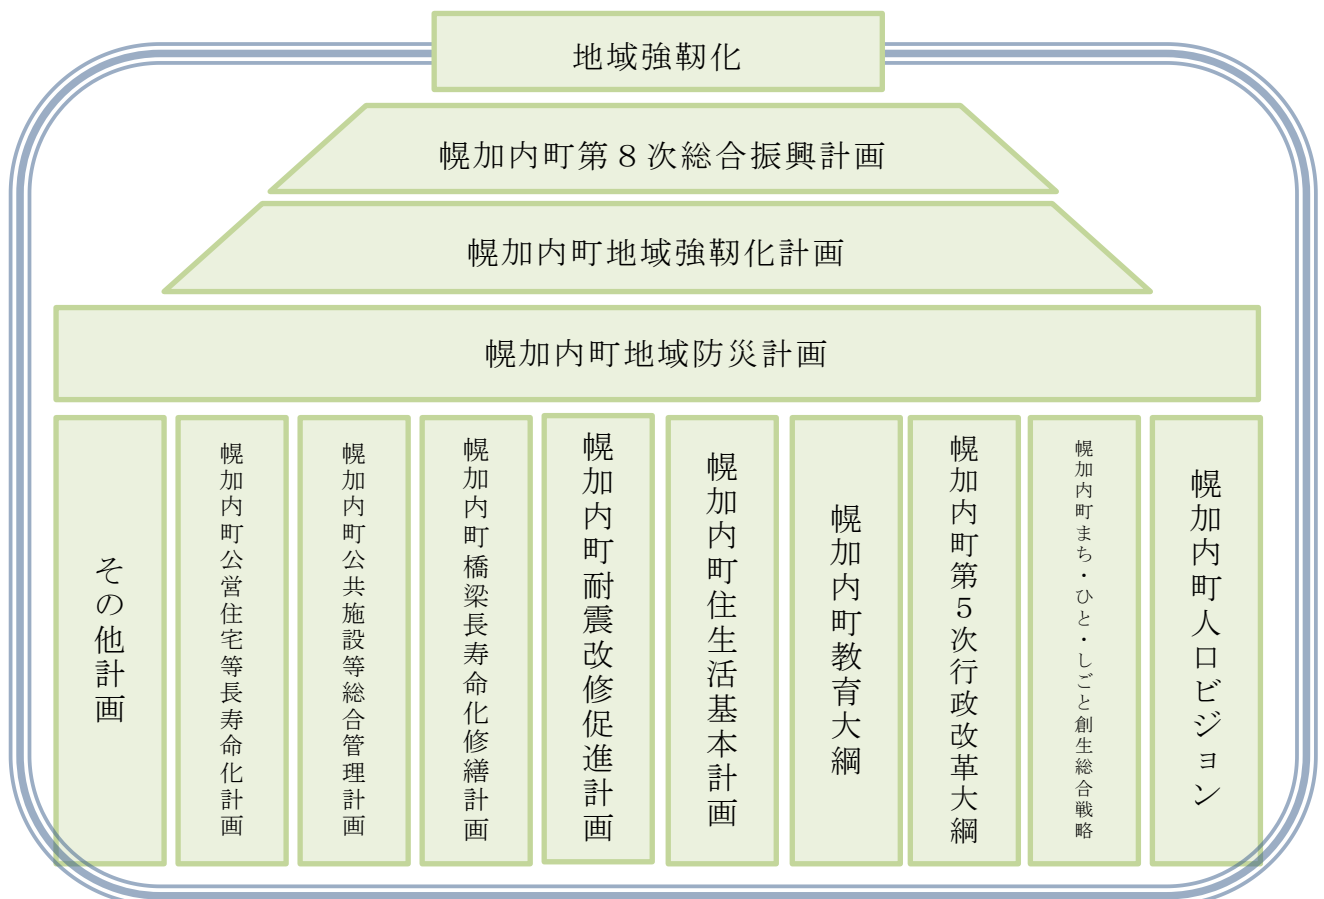 地域強靭化
幌加内町第８次総合振興計画
幌加内町地域強靭化計画
幌加内町地域防災計画
幌加内町人口ビジョン
幌加内町まち・ひと・しごと創生総合戦略
幌加内町第５次行政改革大綱
幌加内町教育大綱
幌加内町住生活基本計画
幌加内町耐震改修促進計画
幌加内町橋梁長寿命化修繕計画
幌加内町公共施設等総合管理計画
幌加内町公営住宅等長寿命化計画
その他計画